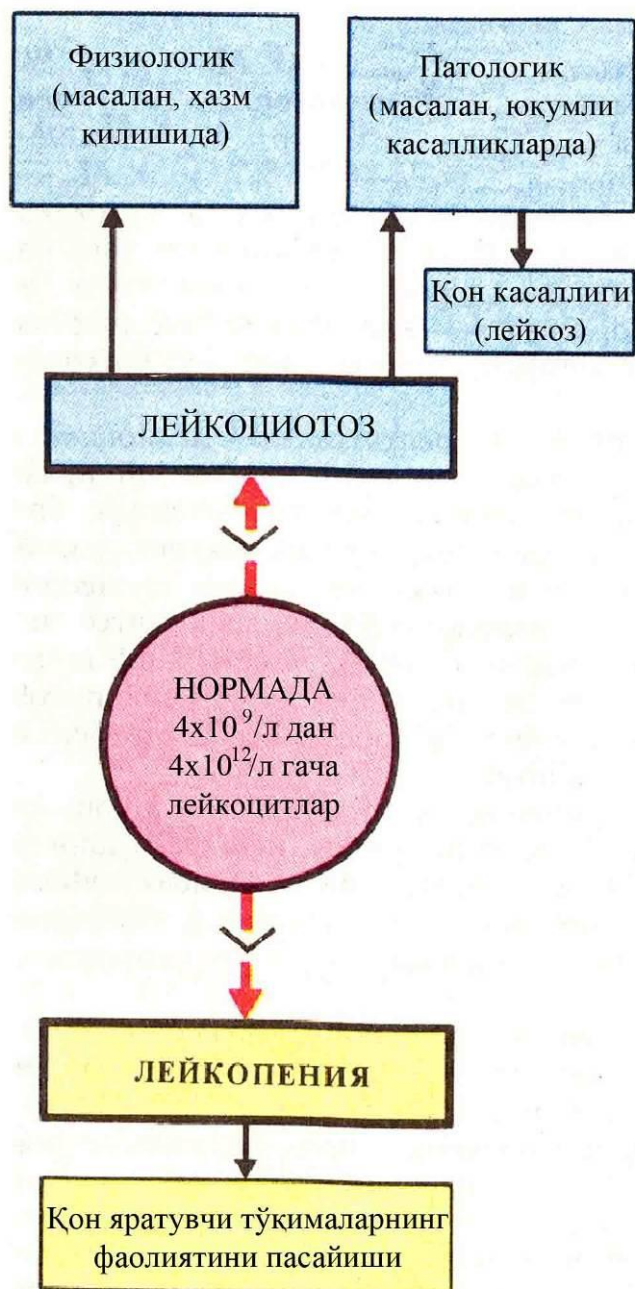 Физиологик
(масалан, ҳазм
қилишида)
Патологик
(масалан, юқумли
касалликларда)
Қон касаллиги
(лейкоз)
ЛЕЙКОЦИОТОЗ
НОРМАДА
4х10⁹/л дан
4х10¹²/л гача
лейкоцитлар
ЛЕЙКОПЕНИЯ
Қон яратувчи тўқималарнинг
фаолиятини пасайиши